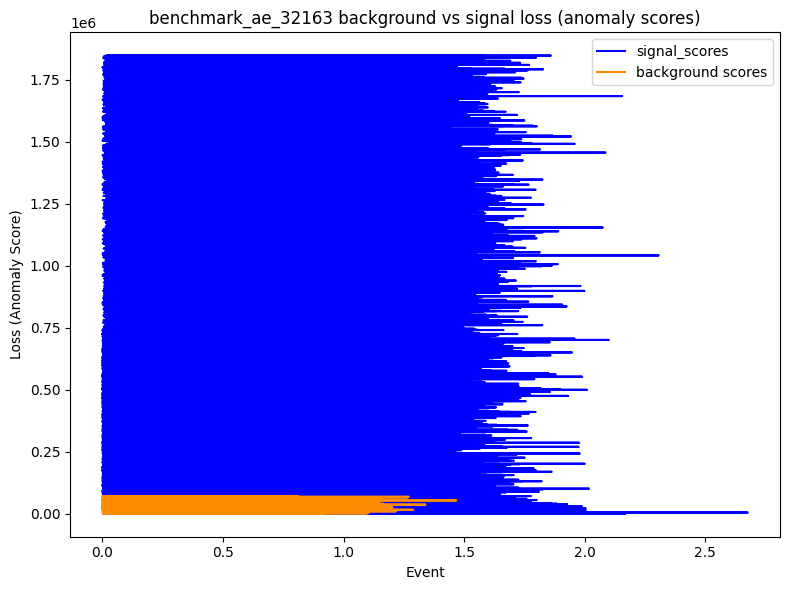 benchmark_ae_32163 background vs signal loss (anomaly scores)
1e6
signal_scores
background scores
1.75
1.50
1.25
1.00
0.75
0.50
0.25
0.00
Loss (Anomaly Score)
0.0
0.5
1.0
1.5
2.0
2.5
Event